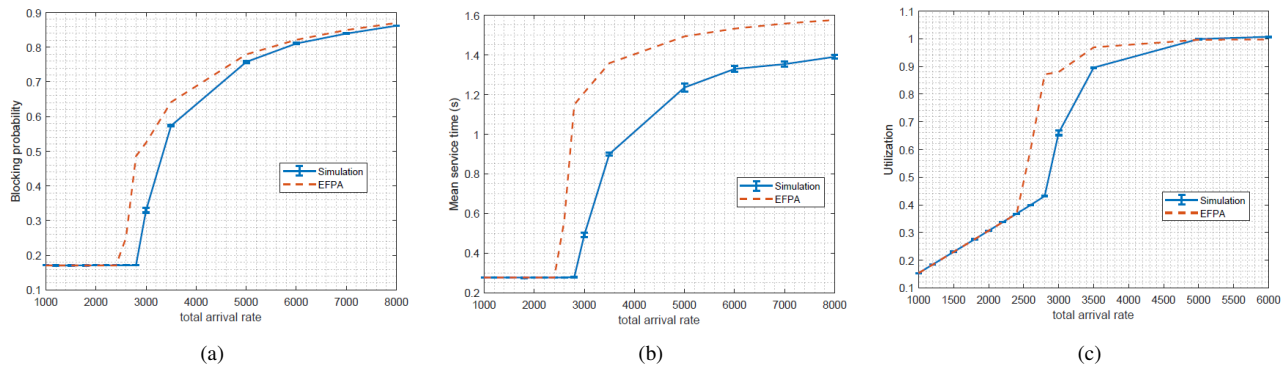 0.9
0.8
0.7
0.6
0.5
0.4
0.3
0.2
0.1
Blocking probability
Simulation
EFPA
1000 2000 3000 4000 5000 6000 7000 8000
total arrival rate
(a)
1.6
1.4
1.2
1
0.8
0.6
0.4
0.2
Mean service time (s)
Simulation
EFPA
1000 2000 3000 4000 5000 6000 7000 8000
total arrival rate
(b)
1.1
1
0.9
0.8
0.7
0.6
0.5
0.4
0.3
0.2
0.1
Utilization
Simulation
EFPA
1000 1500 2000 2500 3000 3500 4000 4500 5000 5500 6000
total arrival rate
(c)